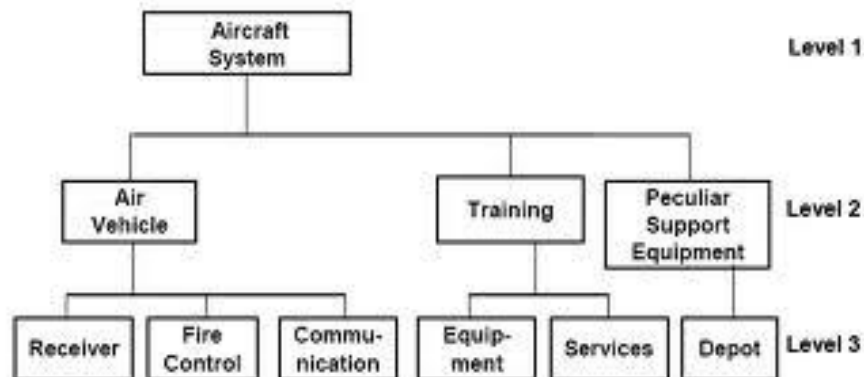 Aircraft
System
Level 1
Air
Vehicle
Training
Peculiar
Support
Equipment
Level 2
Receiver
Fire
Control
Commu-
nication
Equip-
ment
Services
Depot
Level 3